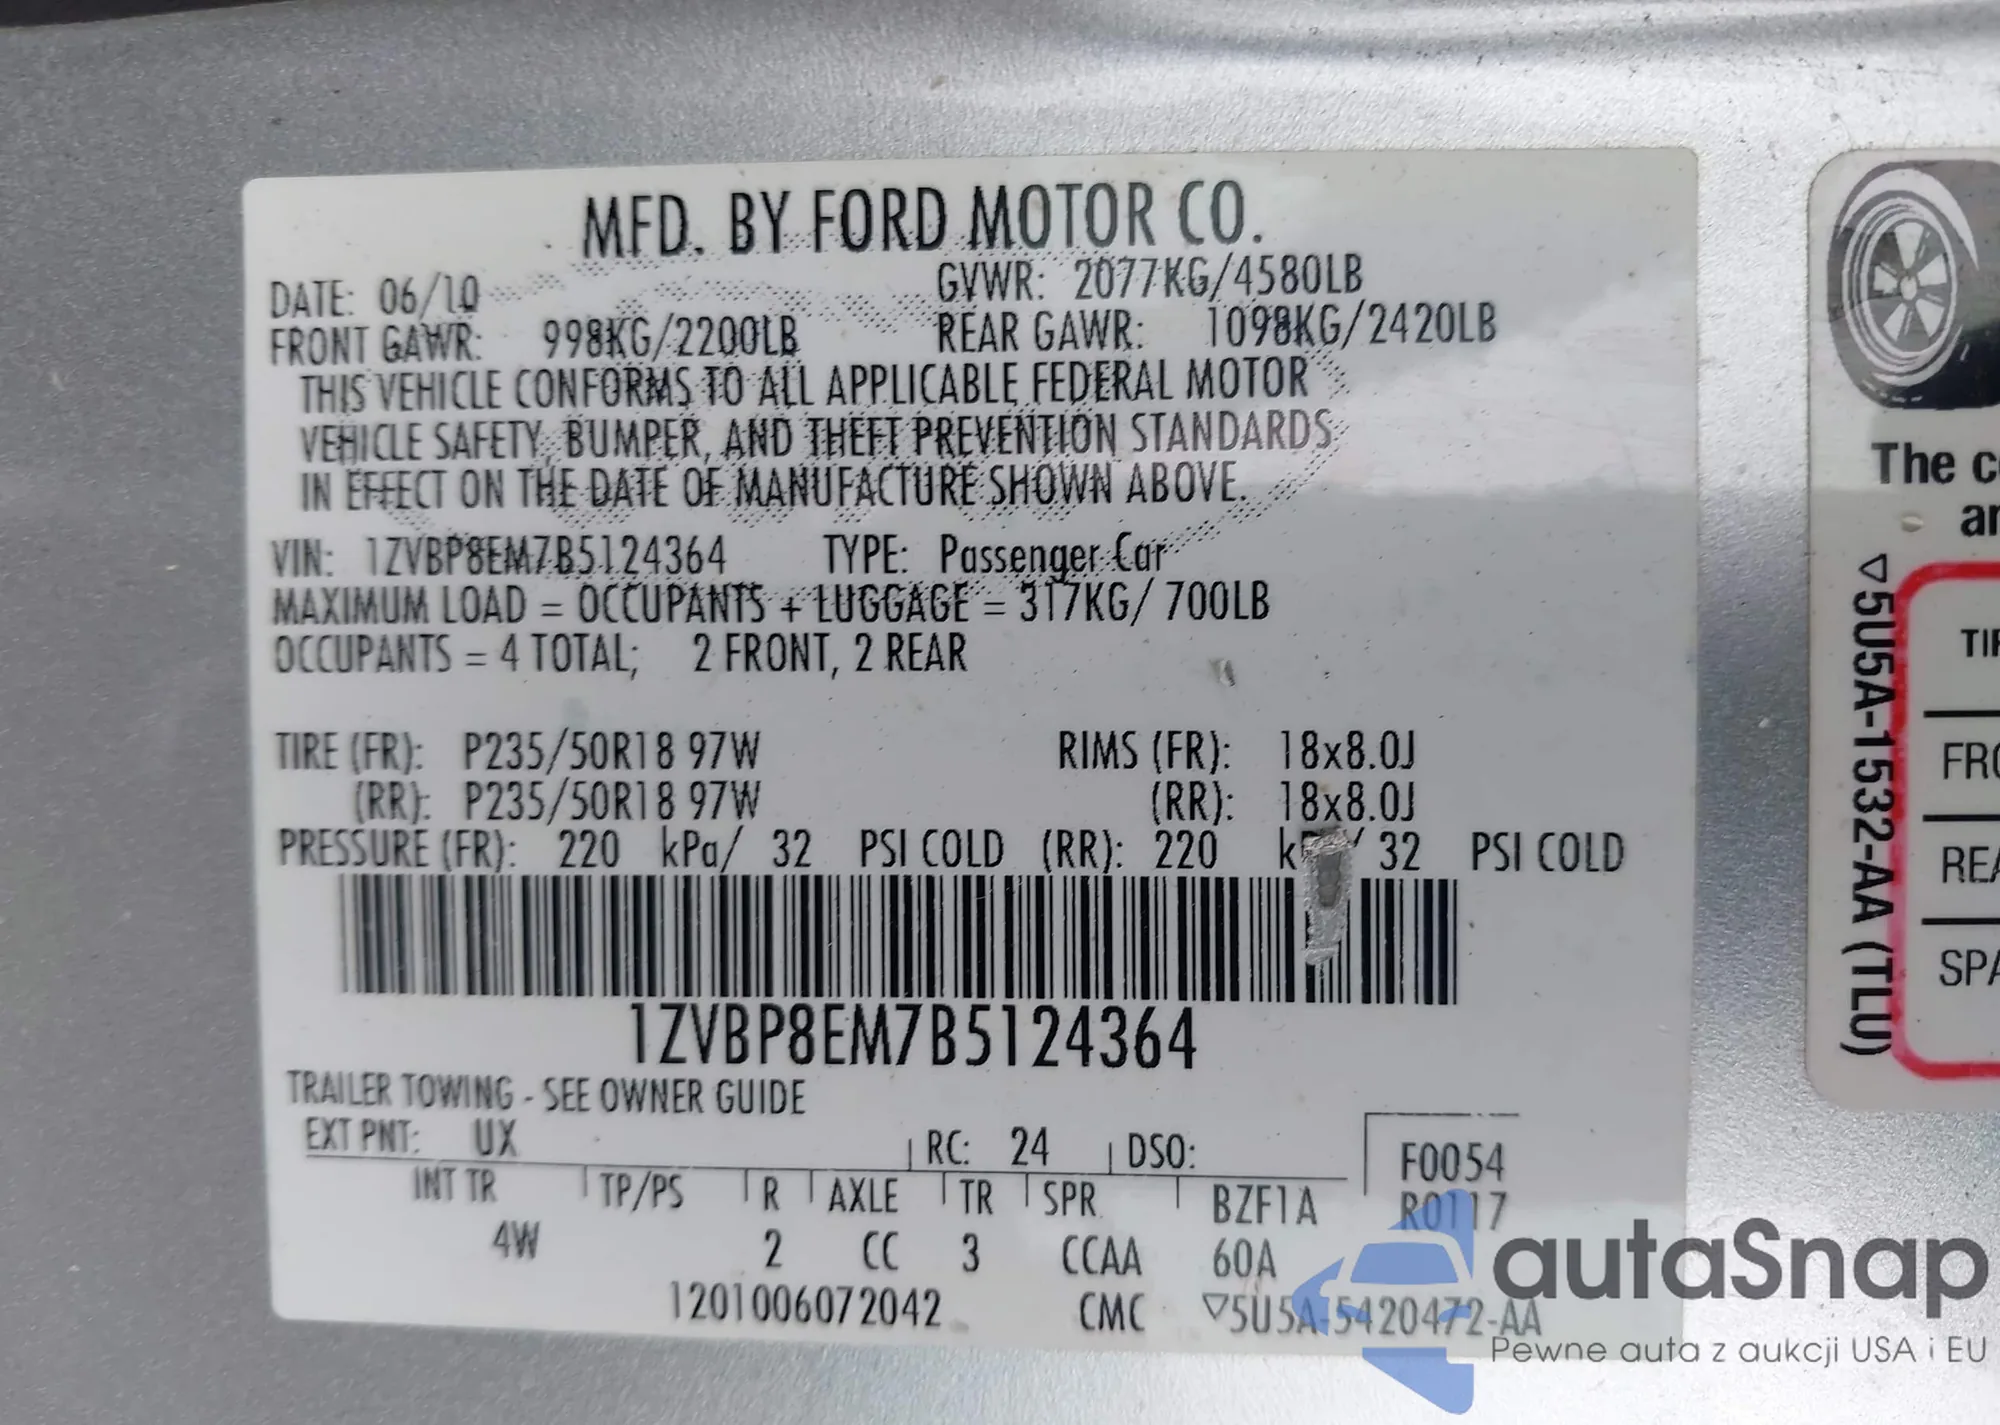 MFD. BY FORD MOTOR CO.
DATE: 06/10 GVWR: 2077KG/4580LB
FRONT GAWR: 998KG/2200LB REAR GAWR: 1098KG/2420LB
THIS VEHICLE CONFORMS TO ALL APPLICABLE FEDERAL MOTOR
VEHICLE SAFETY, BUMPER, AND THEFT PREVENTION STANDARDS
IN EFFECT ON THE DATE OF MANUFACTURE SHOWN ABOVE.
VIN: 1ZVBP8EM7B5124364 TYPE: Passenger Car
MAXIMUM LOAD = OCCUPANTS + LUGGAGE = 317KG/ 700LB
OCCUPANTS = 4 TOTAL; 2 FRONT, 2 REAR
TIRE (FR): P235/50R18 97W RIMS (FR): 18x8.0J
(RR): P235/50R18 97W (RR): 18x8.0J
PRESSURE (FR): 220 kPa/ 32 PSI COLD (RR): 220 / 32 PSI COLD
1ZVBP8EM7B5124364
TRAILER TOWING - SEE OWNER GUIDE
EXT PNT: UX RC: 24 DSO: F0054
INT TR TP/PS R AXLE TR SPR BZF1A R0117
4W 2 CC 3 CCAA 60A
1201006072042 CMC ▽5U5A-5420472-AA
The
▽5U5A-1532-AA (TLU)
autaSnap
Pewne auta z aukcji USA i EU